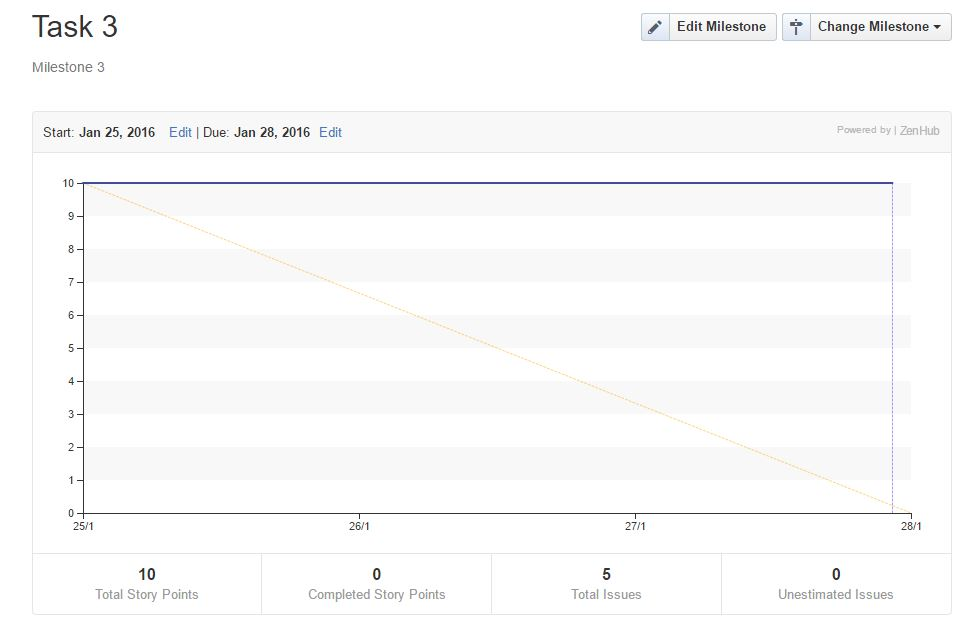 Task 3
Edit Milestone
Change Milestone
Milestone 3
Start: Jan 25, 2016 Edit | Due: Jan 28, 2016 Edit
Powered by | ZenHub
10
9
8
7
6
5
4
3
2
1
0
25/1 26/1 27/1 28/1
10 0 5 0
Total Story Points Completed Story Points Total Issues Unestimated Issues